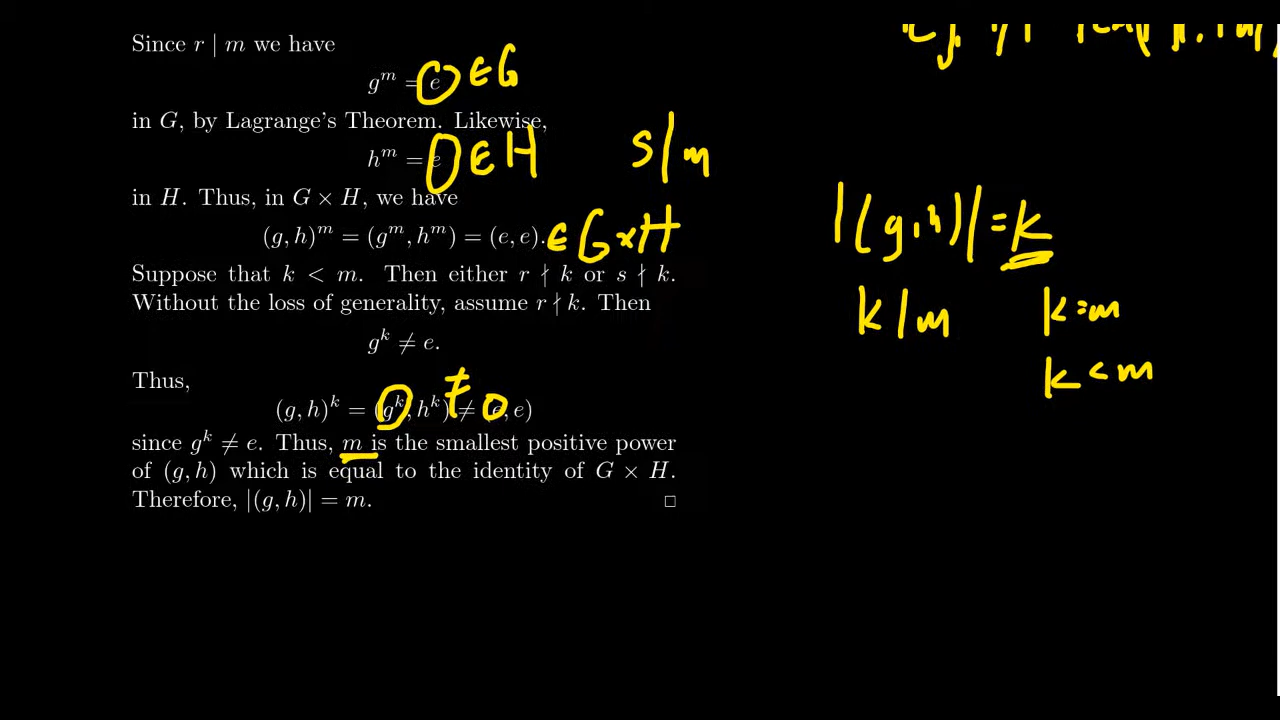 Since r | m we have
g^m = e ∈ G
in G, by Lagrange's Theorem. Likewise,
h^m = e ∈ H
s | m
in H. Thus, in G × H, we have
(g, h)^m = (g^m, h^m) = (e, e). ∈ G × H
Suppose that k < m. Then either r ∤ k or s ∤ k.
Without the loss of generality, assume r ∤ k. Then
g^k ≠ e.
Thus,
(g, h)^k = (g^k, h^k) ≠ (e, e)
≠
since g^k ≠ e. Thus, m is the smallest positive power
of (g, h) which is equal to the identity of G × H.
Therefore, |(g, h)| = m. □
|(g, h)| = k
k | m
k = m
k < m